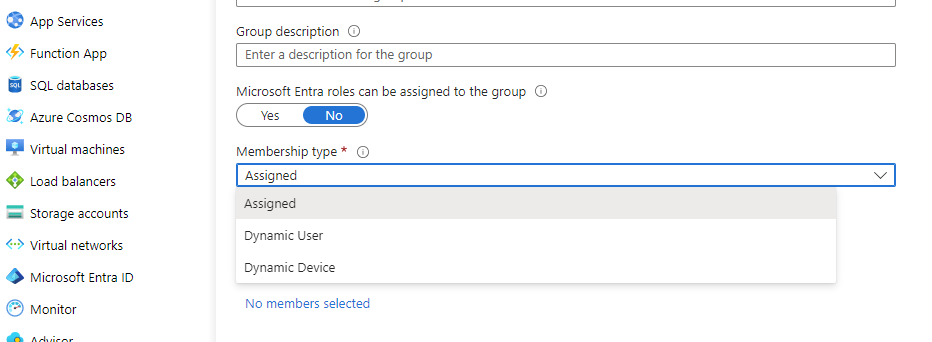 App Services
Function App
SQL databases
Azure Cosmos DB
Virtual machines
Load balancers
Storage accounts
Virtual networks
Microsoft Entra ID
Monitor
Advisor
Group description
Enter a description for the group
Microsoft Entra roles can be assigned to the group
Yes No
Membership type *
Assigned
Assigned
Dynamic User
Dynamic Device
No members selected